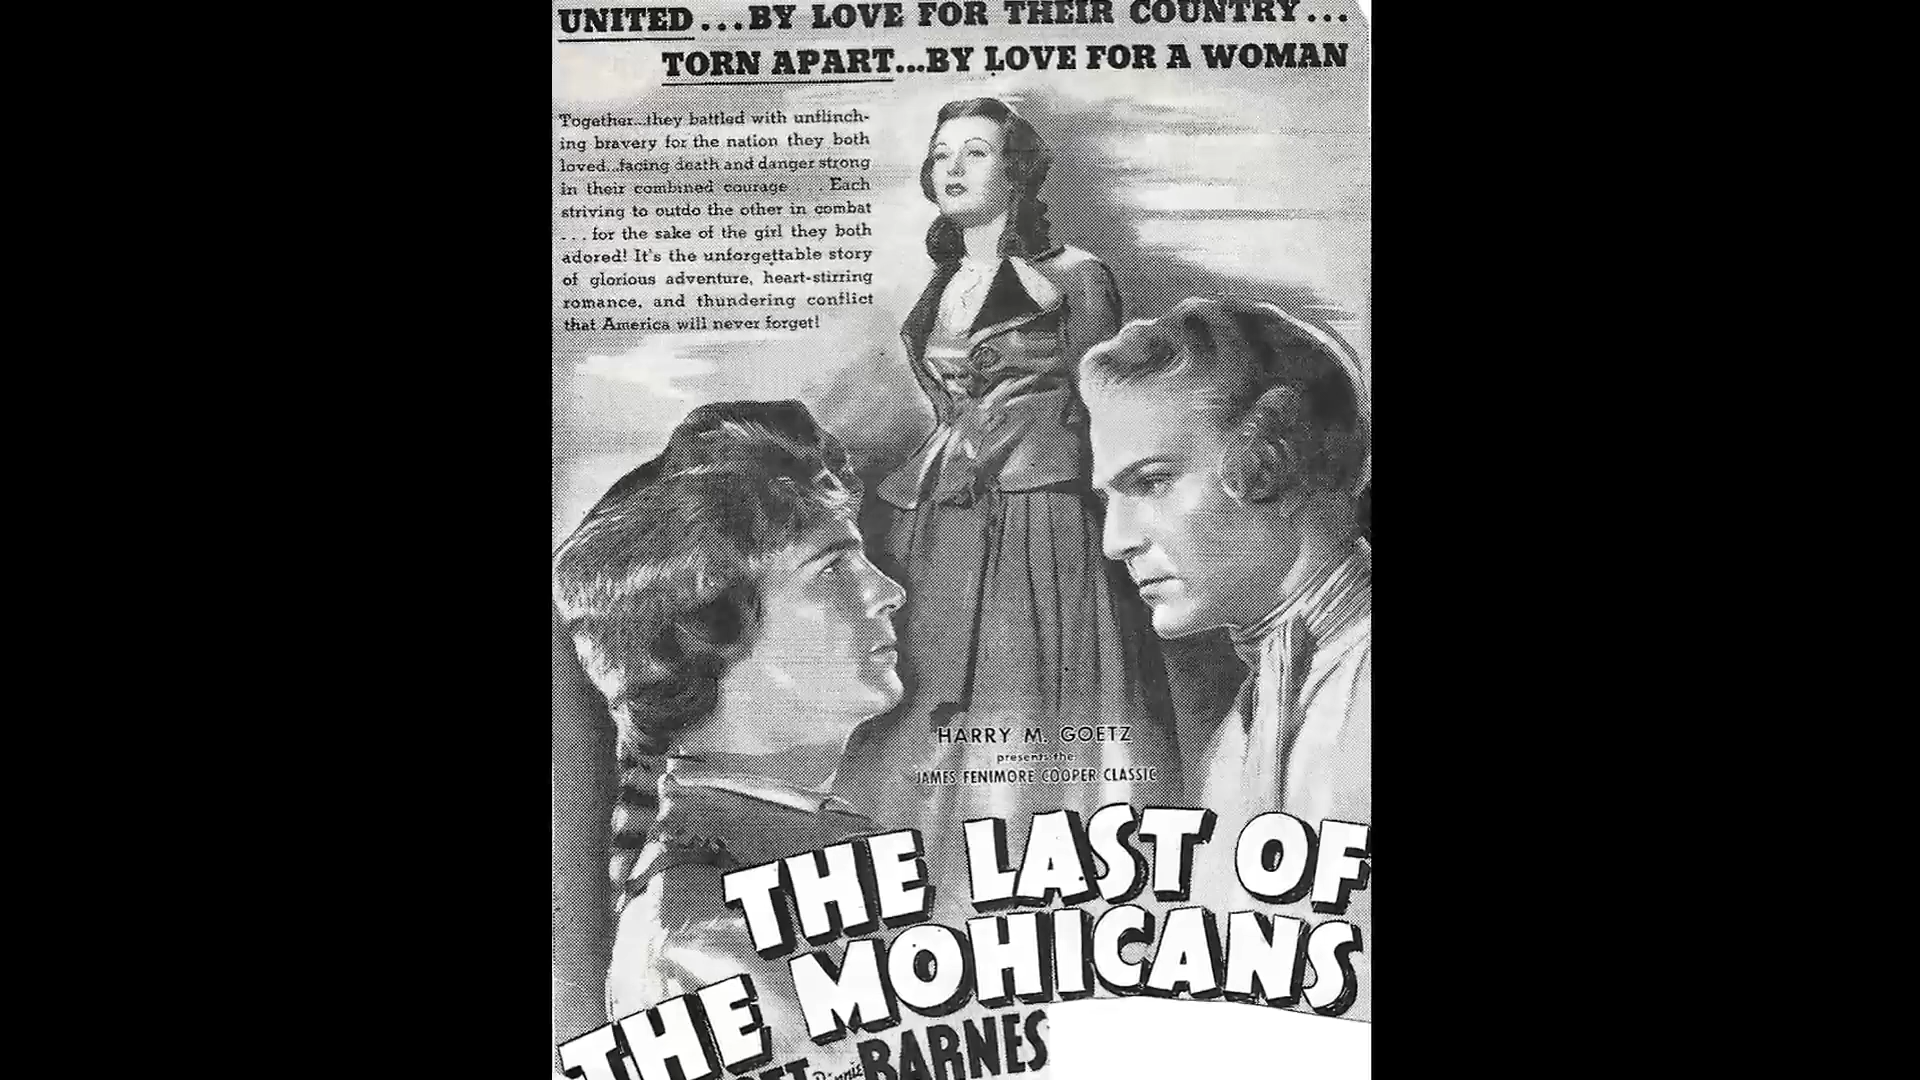 UNITED...BY LOVE FOR THEIR COUNTRY...
TORN APART...BY LOVE FOR A WOMAN
Together...they battled with unflinch-
ing bravery for the nation they both
loved...facing death and danger strong
in their combined courage . . . Each
striving to outdo the other in combat
. . . for the sake of the girl they both
adored! It's the unforgettable story
of glorious adventure, heart-stirring
romance, and thundering conflict
that America will never forget!
HARRY M. GOETZ
presents the
JAMES FENIMORE COOPER CLASSIC
THE LAST OF
THE MOHICANS
Binnie BARNES